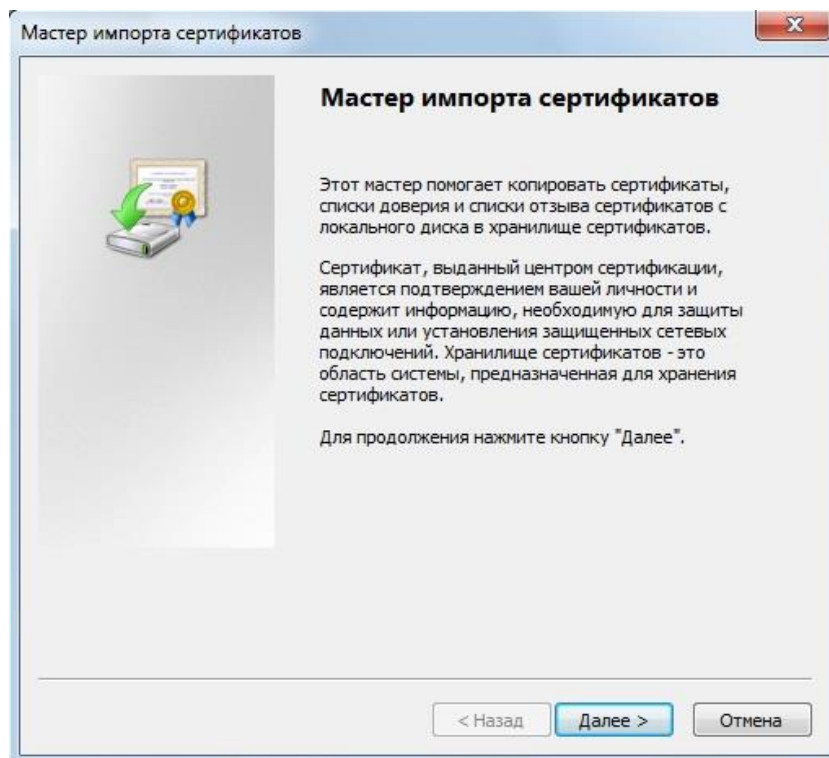 Мастер импорта сертификатов
Мастер импорта сертификатов
Этот мастер помогает копировать сертификаты,
списки доверия и списки отзыва сертификатов с
локального диска в хранилище сертификатов.
Сертификат, выданный центром сертификации,
является подтверждением вашей личности и
содержит информацию, необходимую для защиты
данных или установления защищенных сетевых
подключений. Хранилище сертификатов - это
область системы, предназначенная для хранения
сертификатов.
Для продолжения нажмите кнопку "Далее".
< Назад Далее > Отмена